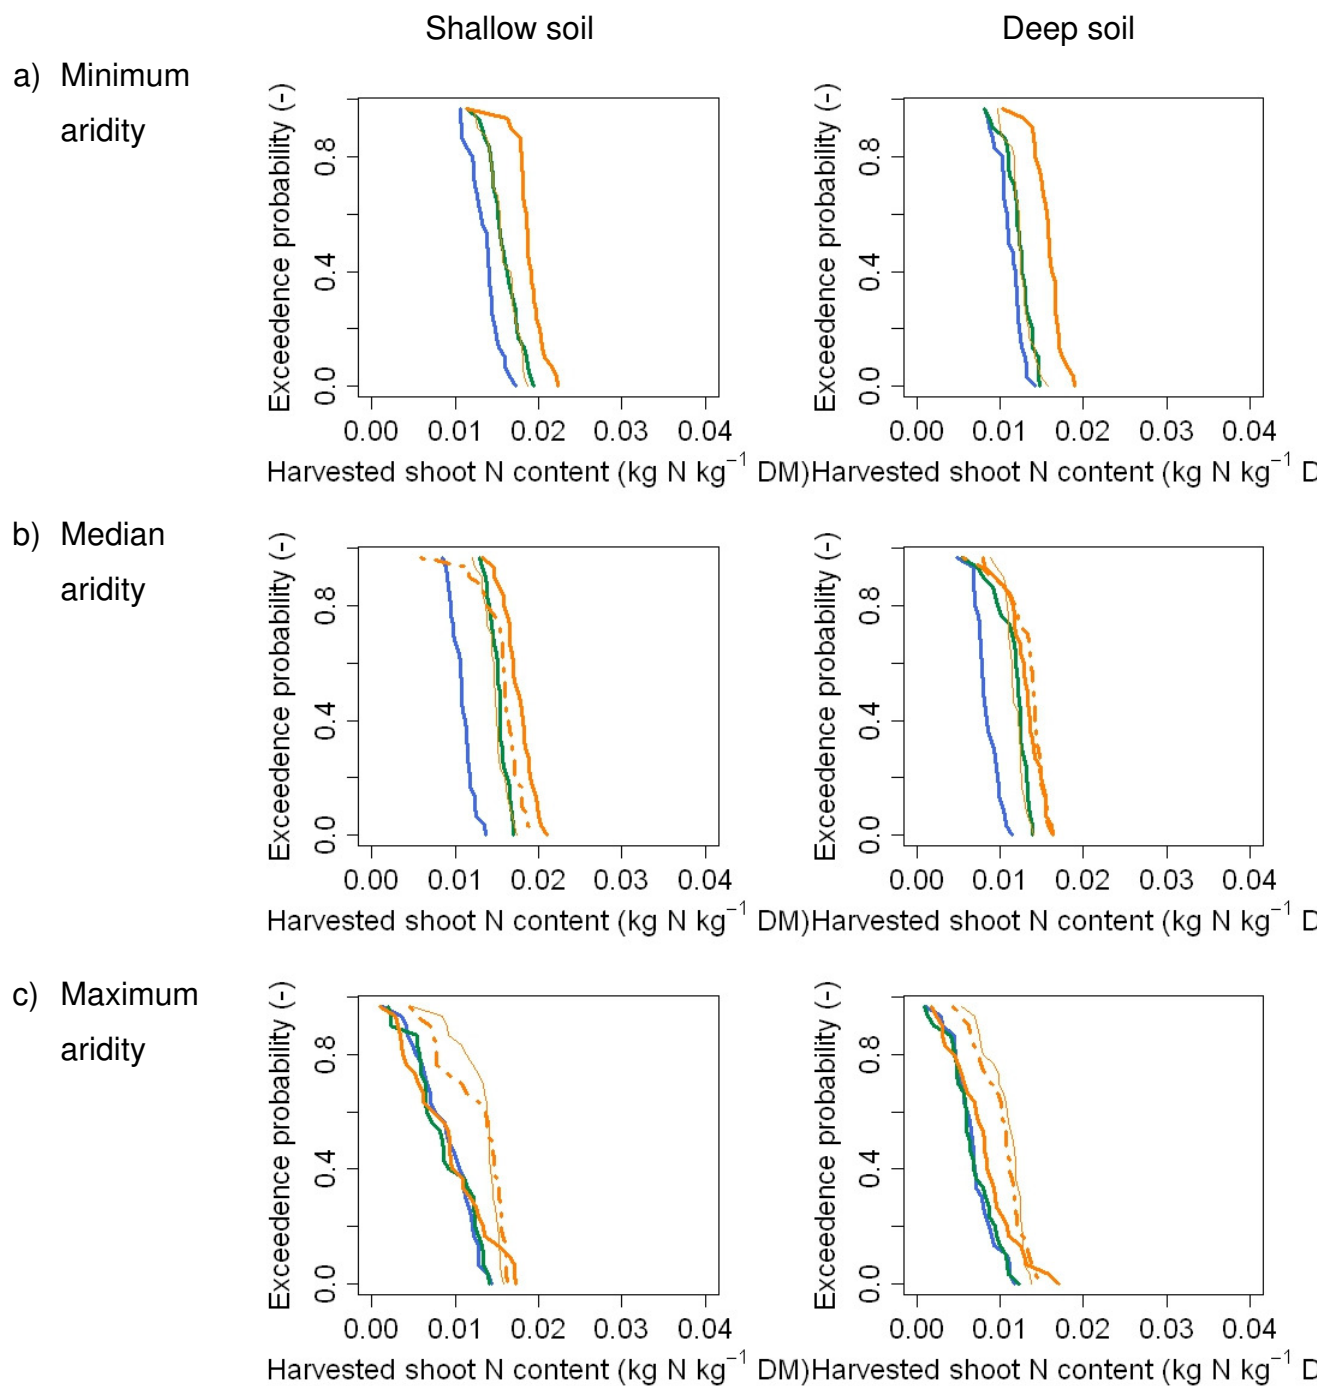 Shallow soil Deep soil
a) Minimum
aridity
Exceedence probability (-)
0.0 0.4 0.8
0.00 0.01 0.02 0.03 0.04
Harvested shoot N content (kg N kg⁻¹ DM)
Exceedence probability (-)
0.0 0.4 0.8
0.00 0.01 0.02 0.03 0.04
Harvested shoot N content (kg N kg⁻¹ D
b) Median
aridity
Exceedence probability (-)
0.0 0.4 0.8
0.00 0.01 0.02 0.03 0.04
Harvested shoot N content (kg N kg⁻¹ DM)
Exceedence probability (-)
0.0 0.4 0.8
0.00 0.01 0.02 0.03 0.04
Harvested shoot N content (kg N kg⁻¹ D
c) Maximum
aridity
Exceedence probability (-)
0.0 0.4 0.8
0.00 0.01 0.02 0.03 0.04
Harvested shoot N content (kg N kg⁻¹ DM)
Exceedence probability (-)
0.0 0.4 0.8
0.00 0.01 0.02 0.03 0.04
Harvested shoot N content (kg N kg⁻¹ D